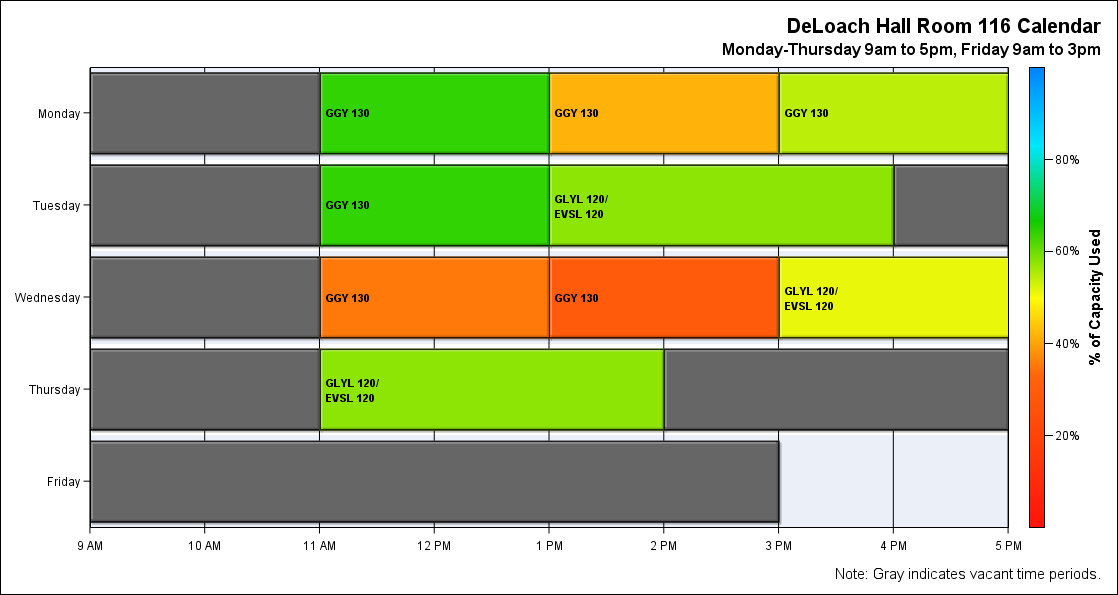 DeLoach Hall Room 116 Calendar
Monday-Thursday 9am to 5pm, Friday 9am to 3pm
Monday
GGY 130
GGY 130
GGY 130
Tuesday
GGY 130
GLYL 120/
EVSL 120
Wednesday
GGY 130
GGY 130
GLYL 120/
EVSL 120
Thursday
GLYL 120/
EVSL 120
Friday
9 AM
10 AM
11 AM
12 PM
1 PM
2 PM
3 PM
4 PM
5 PM
80%
60%
40%
20%
% of Capacity Used
Note: Gray indicates vacant time periods.